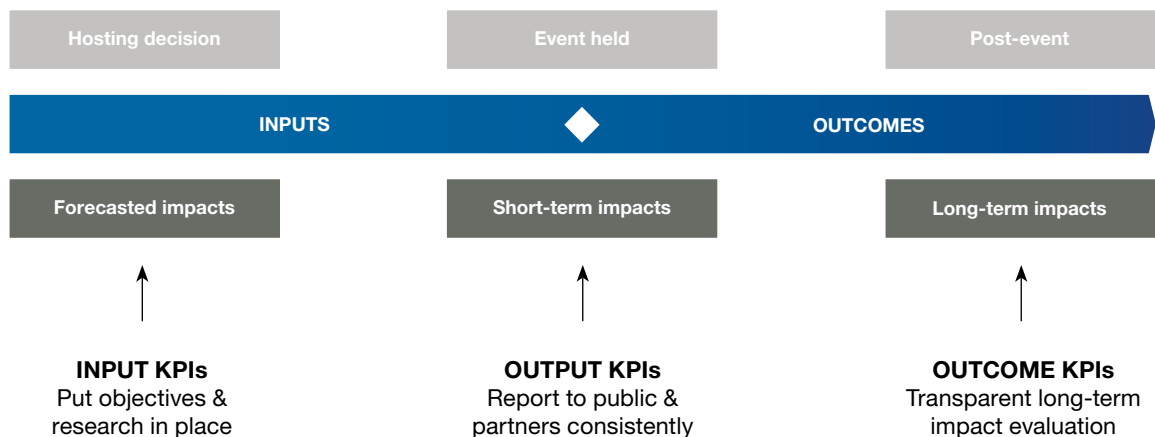 Hosting decision
Event held
Post-event
INPUTS
OUTCOMES
Forecasted impacts
Short-term impacts
Long-term impacts
INPUT KPIs
Put objectives &
research in place
OUTPUT KPIs
Report to public &
partners consistently
OUTCOME KPIs
Transparent long-term
impact evaluation